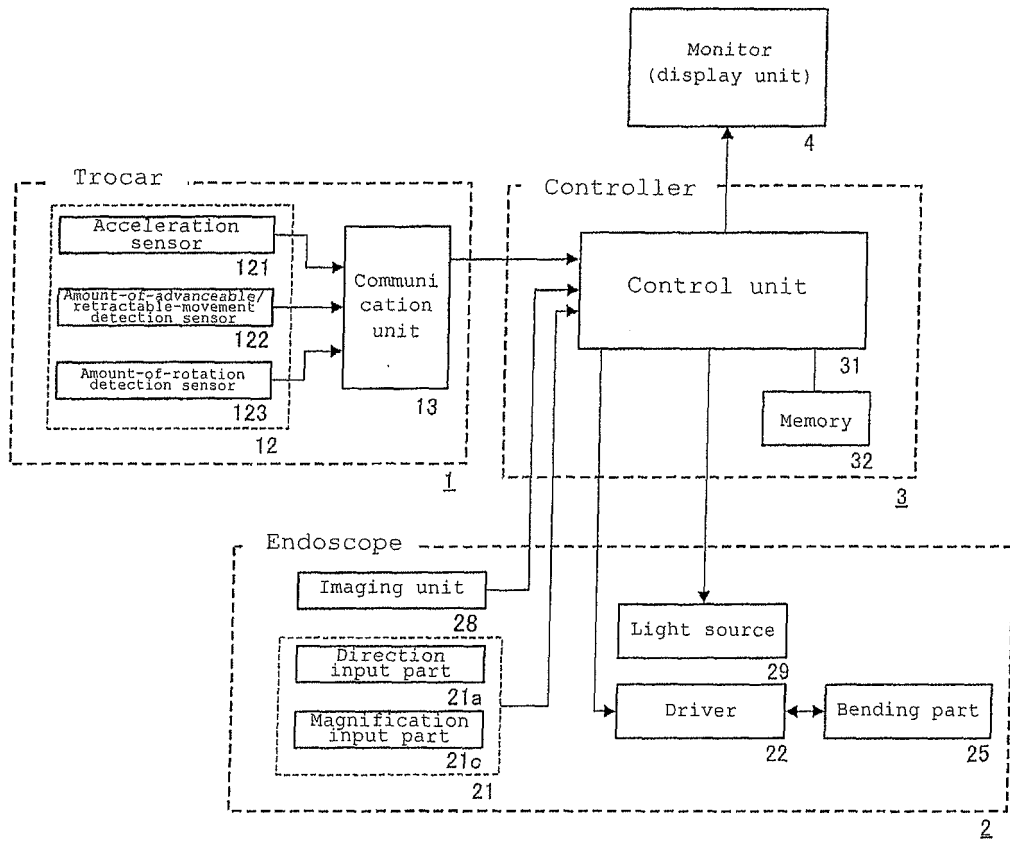 Monitor
(display unit)
4
Trocar
Acceleration
sensor
121
Amount-of-advanceable/
retractable-movement
detection sensor
122
Amount-of-rotation
detection sensor
123
12
Communi
cation
unit
13
1
Controller
Control unit
31
Memory
32
3
Endoscope
Imaging unit
28
Direction
input part
21a
Magnification
input part
21c
21
Light source
29
Driver
22
Bending part
25
2